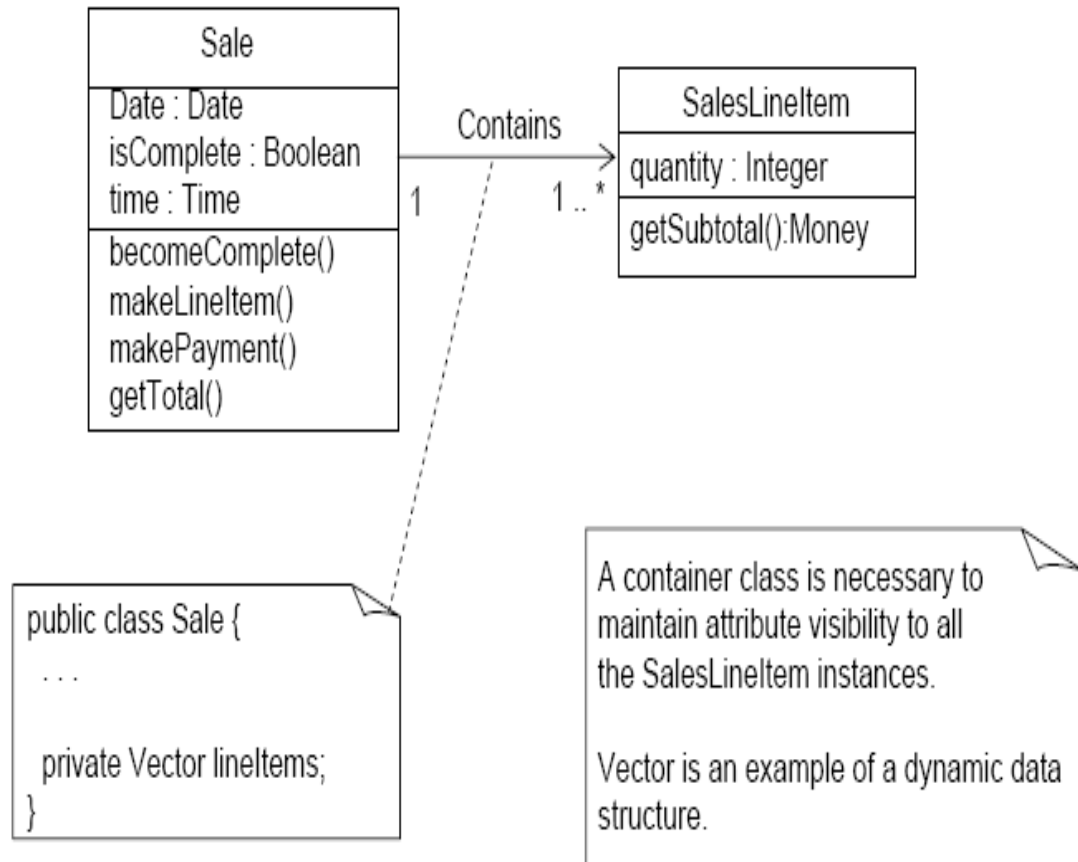 Sale
Date : Date
isComplete : Boolean
time : Time
becomeComplete()
makeLineItem()
makePayment()
getTotal()
Contains
1
1 .. *
SalesLineItem
quantity : Integer
getSubtotal():Money
public class Sale {
. . .
private Vector lineItems;
}
A container class is necessary to
maintain attribute visibility to all
the SalesLineItem instances.
Vector is an example of a dynamic data
structure.